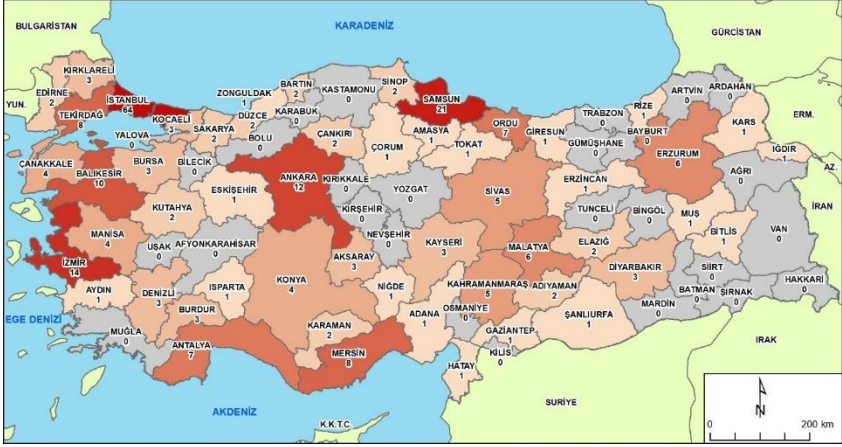 BULGARİSTAN
KARADENİZ
GÜRCİSTAN
KIRKLARELİ
3
EDİRNE
2
YUN.
TEKİRDAĞ
8
İSTANBUL
64
KOCAELİ
3
YALOVA
0
SAKARYA
2
DÜZCE
2
ZONGULDAK
1
BARTIN
2
KARABÜK
0
KASTAMONU
0
SİNOP
2
SAMSUN
21
BOLU
0
ÇANKIRI
2
ÇORUM
1
AMASYA
1
TOKAT
1
ORDU
7
GİRESUN
1
TRABZON
0
GÜMÜŞHANE
0
BAYBURT
0
RİZE
1
ARTVİN
0
ARDAHAN
0
KARS
1
ERM.
IĞDIR
1
AZ.
ERZURUM
6
AĞRI
0
İRAN
ÇANAKKALE
4
BALIKESİR
10
BURSA
3
BİLECİK
0
ESKİŞEHİR
1
KÜTAHYA
2
ANKARA
12
KIRIKKALE
0
YOZGAT
0
KIRŞEHİR
0
NEVŞEHİR
0
SİVAS
5
ERZİNCAN
1
TUNCELİ
0
BİNGÖL
0
MUŞ
1
BİTLİS
1
VAN
0
MANİSA
4
İZMİR
14
UŞAK
0
AFYONKARAHİSAR
0
AKSARAY
3
KAYSERİ
3
MALATYA
6
ELAZIĞ
2
DİYARBAKIR
3
SİİRT
0
BATMAN
0
ŞIRNAK
0
HAKKARİ
0
MARDİN
0
AYDIN
1
DENİZLİ
3
ISPARTA
1
BURDUR
3
KONYA
4
NİĞDE
1
KAHRAMANMARAŞ
5
ADIYAMAN
2
ŞANLIURFA
1
EGE DENİZİ
MUĞLA
0
ANTALYA
7
KARAMAN
2
MERSİN
8
ADANA
1
OSMANİYE
0
GAZİANTEP
1
KİLİS
0
HATAY
1
AKDENİZ
K.K.T.C.
SURİYE
IRAK
N
0 200 km